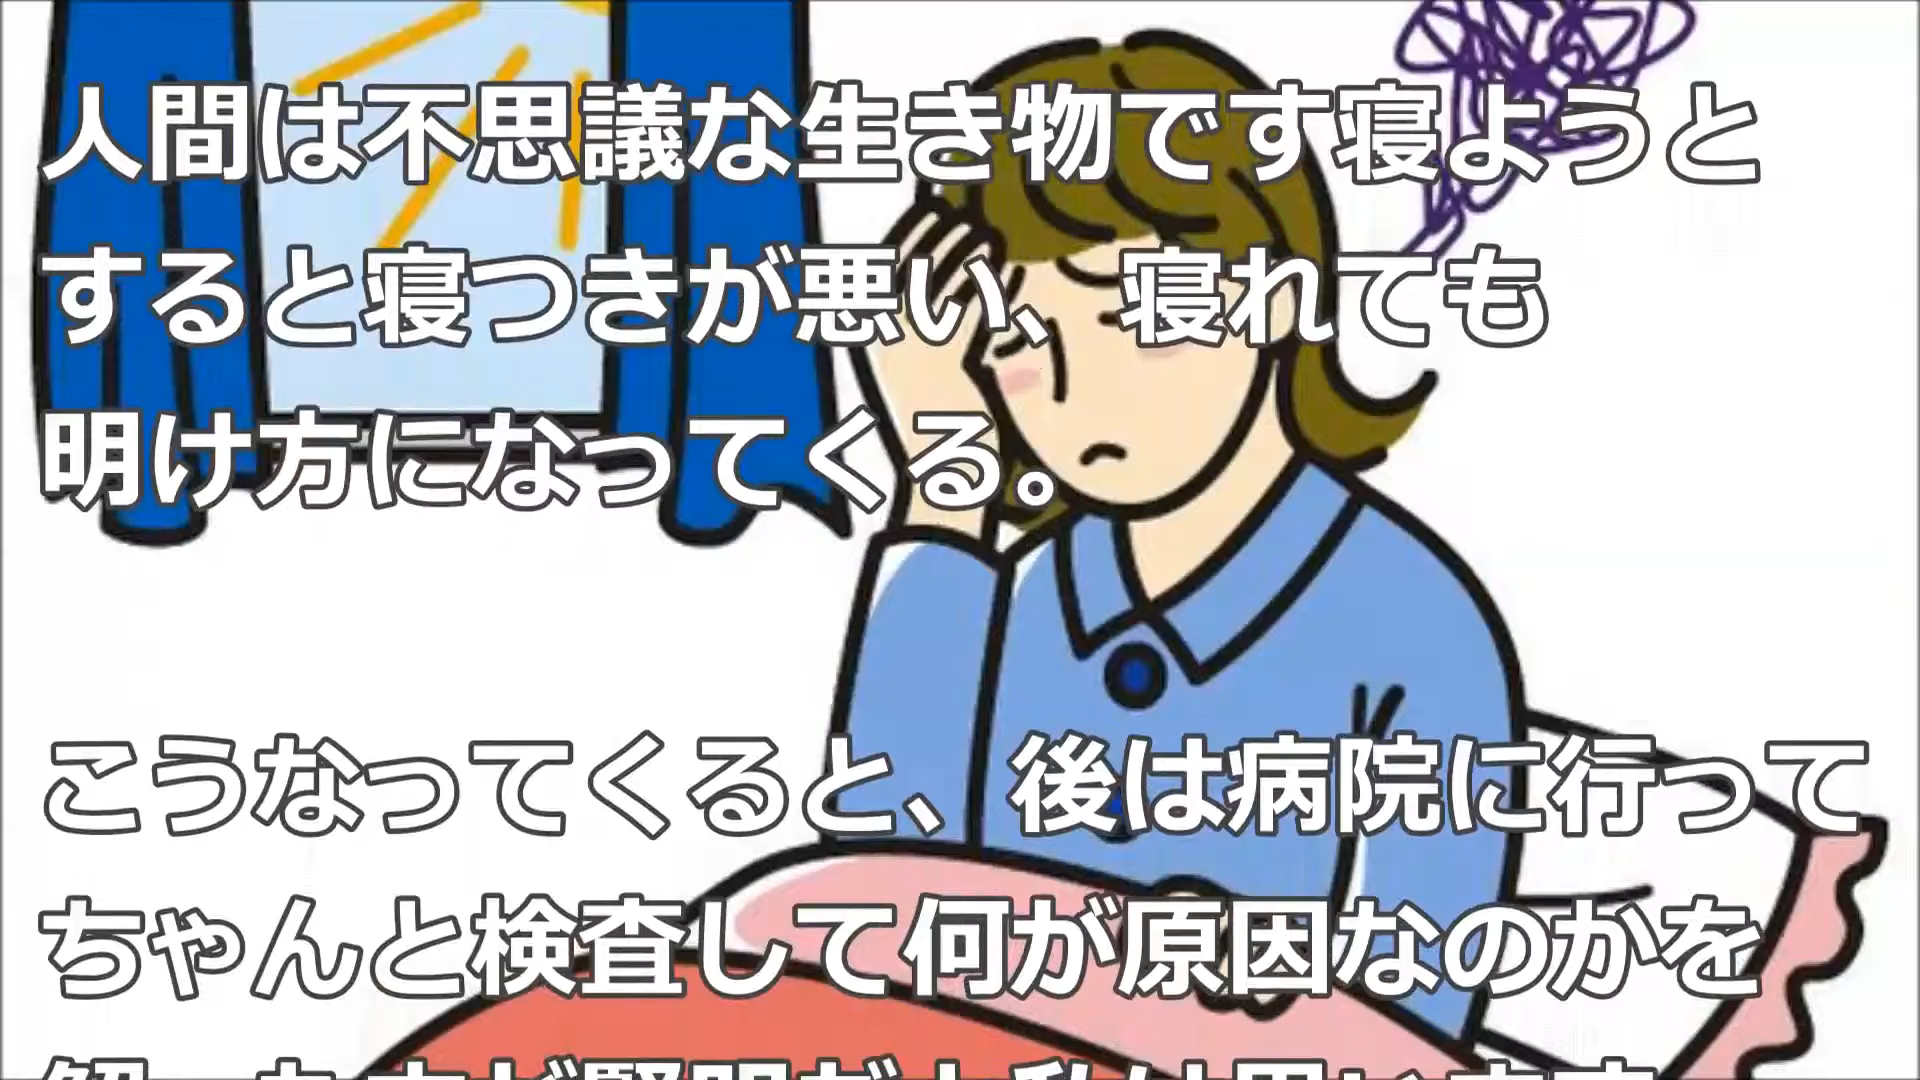 人間は不思議な生き物です寝ようと
すると寝つきが悪い、寝れても
明け方になってくる。
こうなってくると、後は病院に行って
ちゃんと検査して何が原因なのかを